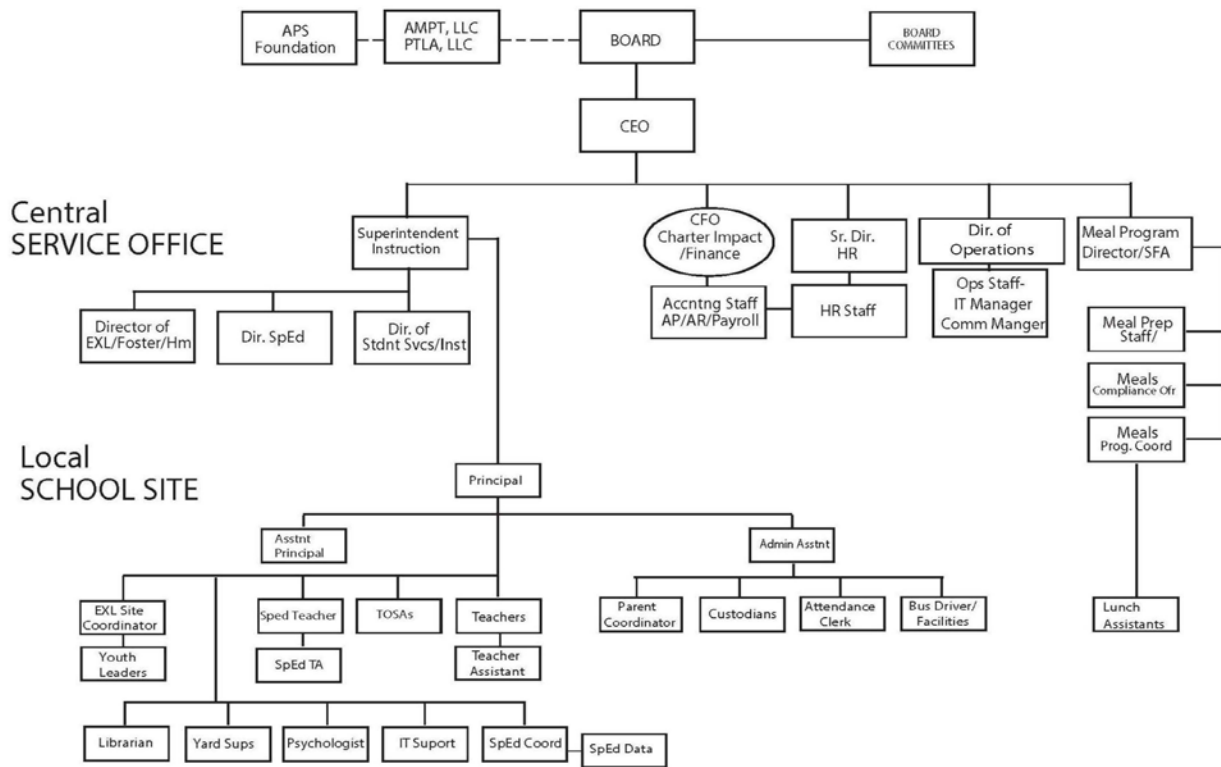 APS
Foundation
AMPT, LLC
PTLA, LLC
BOARD
BOARD
COMMITTEES
CEO
Central
SERVICE OFFICE
Superintendent
Instruction
CFO
Charter Impact
/Finance
Sr. Dir.
HR
Dir. of
Operations
Meal Program
Director/SFA
Director of
EXL/Foster/Hm
Dir. SpEd
Dir. of
Stdnt Svcs/Inst
Accntng Staff
AP/AR/Payroll
HR Staff
Ops Staff-
IT Manager
Comm Manger
Meal Prep
Staff/
Meals
Compliance Ofr
Meals
Prog. Coord
Local
SCHOOL SITE
Principal
Asstnt
Principal
Admin Asstnt
EXL Site
Coordinator
Sped Teacher
TOSAs
Teachers
Parent
Coordinator
Custodians
Attendance
Clerk
Bus Driver/
Facilities
Lunch
Assistants
Youth
Leaders
SpEd TA
Teacher
Assistant
Librarian
Yard Sups
Psychologist
IT Suport
SpEd Coord
SpEd Data